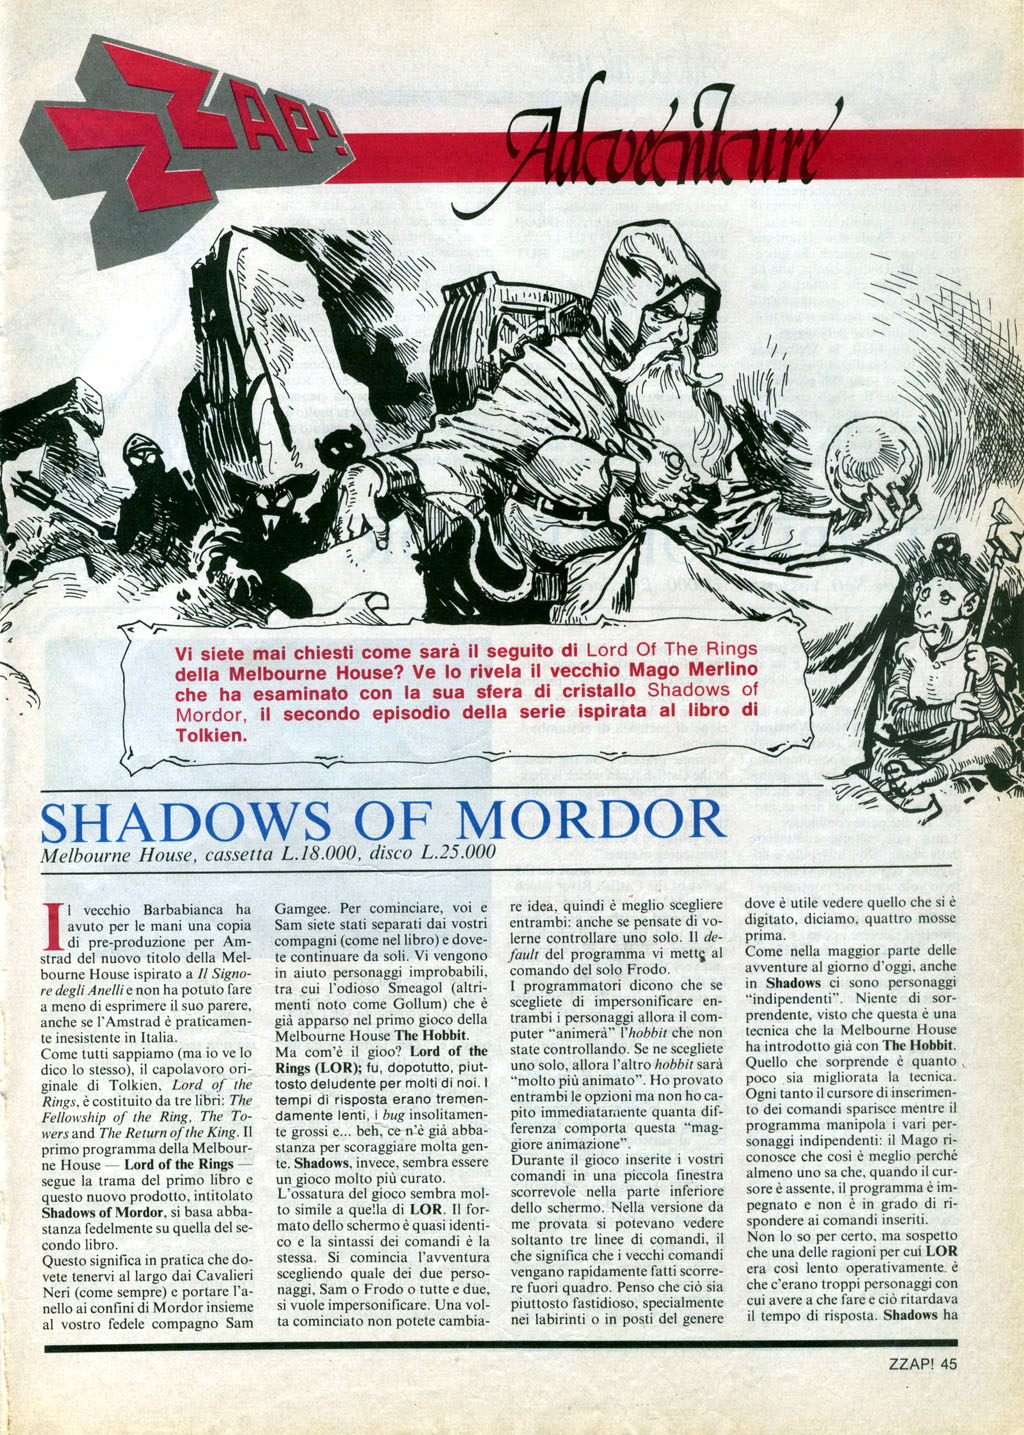 ZZAP!
Adventure
Vi siete mai chiesti come sarà il seguito di Lord Of The Rings
della Melbourne House? Ve lo rivela il vecchio Mago Merlino
che ha esaminato con la sua sfera di cristallo Shadows of
Mordor, il secondo episodio della serie ispirata al libro di
Tolkien.
SHADOWS OF MORDOR
Melbourne House, cassetta L.18.000, disco L.25.000
Il vecchio Barbabianca ha
avuto per le mani una copia
di pre-produzione per Am-
strad del nuovo titolo della Mel-
bourne House ispirato a Il Signo-
re degli Anelli e non ha potuto fare
a meno di esprimere il suo parere,
anche se l'Amstrad è praticamen-
te inesistente in Italia.
Come tutti sappiamo (ma io ve lo
dico lo stesso), il capolavoro ori-
ginale di Tolkien, Lord of the
Rings, è costituito da tre libri: The
Fellowship of the Ring, The To-
wers and The Return of the King. Il
primo programma della Melbour-
ne House — Lord of the Rings —
segue la trama del primo libro e
questo nuovo prodotto, intitolato
Shadows of Mordor, si basa abba-
stanza fedelmente su quella del se-
condo libro.
Questo significa in pratica che do-
vete tenervi al largo dai Cavalieri
Neri (come sempre) e portare l'a-
nello ai confini di Mordor insieme
al vostro fedele compagno Sam
Gamgee. Per cominciare, voi e
Sam siete stati separati dai vostri
compagni (come nel libro) e dove-
te continuare da soli. Vi vengono
in aiuto personaggi improbabili,
tra cui l'odioso Smeagol (altri-
menti noto come Gollum) che è
già apparso nel primo gioco della
Melbourne House The Hobbit.
Ma com'è il gioo? Lord of the
Rings (LOR); fu, dopotutto, piut-
tosto deludente per molti di noi. I
tempi di risposta erano tremen-
damente lenti, i bug insolitamen-
te grossi e... beh, ce n'è già abba-
stanza per scoraggiare molta gen-
te. Shadows, invece, sembra essere
un gioco molto più curato.
L'ossatura del gioco sembra mol-
to simile a quella di LOR. Il for-
mato dello schermo è quasi identi-
co e la sintassi dei comandi è la
stessa. Si comincia l'avventura
scegliendo quale dei due perso-
naggi, Sam o Frodo o tutte e due,
si vuole impersonificare. Una vol-
ta cominciato non potete cambia-
re idea, quindi è meglio scegliere
entrambi: anche se pensate di vo-
lerne controllare uno solo. Il de-
fault del programma vi mette al
comando del solo Frodo.
I programmatori dicono che se
scegliete di impersonificare en-
trambi i personaggi allora il com-
puter "animerà" l'hobbit che non
state controllando. Se ne scegliete
uno solo, allora l'altro hobbit sarà
"molto più animato". Ho provato
entrambi le opzioni ma non ho ca-
pito immediatamente quanta dif-
ferenza comporta questa "mag-
giore animazione".
Durante il gioco inserite i vostri
comandi in una piccola finestra
scorrevole nella parte inferiore
dello schermo. Nella versione da
me provata si potevano vedere
soltanto tre linee di comandi, il
che significa che i vecchi comandi
vengano rapidamente fatti scorre-
re fuori quadro. Penso che ciò sia
piuttosto fastidioso, specialmente
nei labirinti o in posti del genere
dove è utile vedere quello che si è
digitato, diciamo, quattro mosse
prima.
Come nella maggior parte delle
avventure al giorno d'oggi, anche
in Shadows ci sono personaggi
"indipendenti". Niente di sor-
prendente, visto che questa è una
tecnica che la Melbourne House
ha introdotto già con The Hobbit.
Quello che sorprende è quanto
poco sia migliorata la tecnica.
Ogni tanto il cursore di inserimen-
to dei comandi sparisce mentre il
programma manipola i vari per-
sonaggi indipendenti: il Mago ri-
conosce che così è meglio perché
almeno uno sa che, quando il cur-
sore è assente, il programma è im-
pegnato e non è in grado di ri-
spondere ai comandi inseriti.
Non lo so per certo, ma sospetto
che una delle ragioni per cui LOR
era così lento operativamente è
che c'erano troppi personaggi con
cui avere a che fare e ciò ritardava
il tempo di risposta. Shadows ha
ZZAP! 45